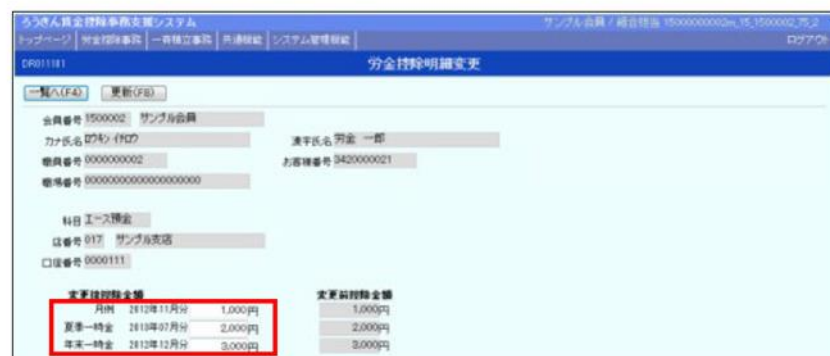 ろうきん賃金控除事務支援システム サンプル会員 / 総合担当 15000000002m_15_1500002_75_2
トップページ 労金控除事務 一斉積立事務 共通機能 システム管理機能 ログアウト
DR011101 労金控除明細変更
一覧へ(F4) 更新(F8)
会員番号 1500002 サンプル会員
カナ氏名 ロウキン イチロウ 漢字氏名 労金 一郎
職員番号 0000000002 お客様番号 3420000021
職場番号 00000000000000000000
科目 エース預金
店番号 017 サンプル支店
口座番号 0000111
変更後控除金額 変更前控除金額
月例 2012年11月分 1,000円 1,000円
夏季一時金 2013年07月分 2,000円 2,000円
年末一時金 2012年12月分 3,000円 3,000円